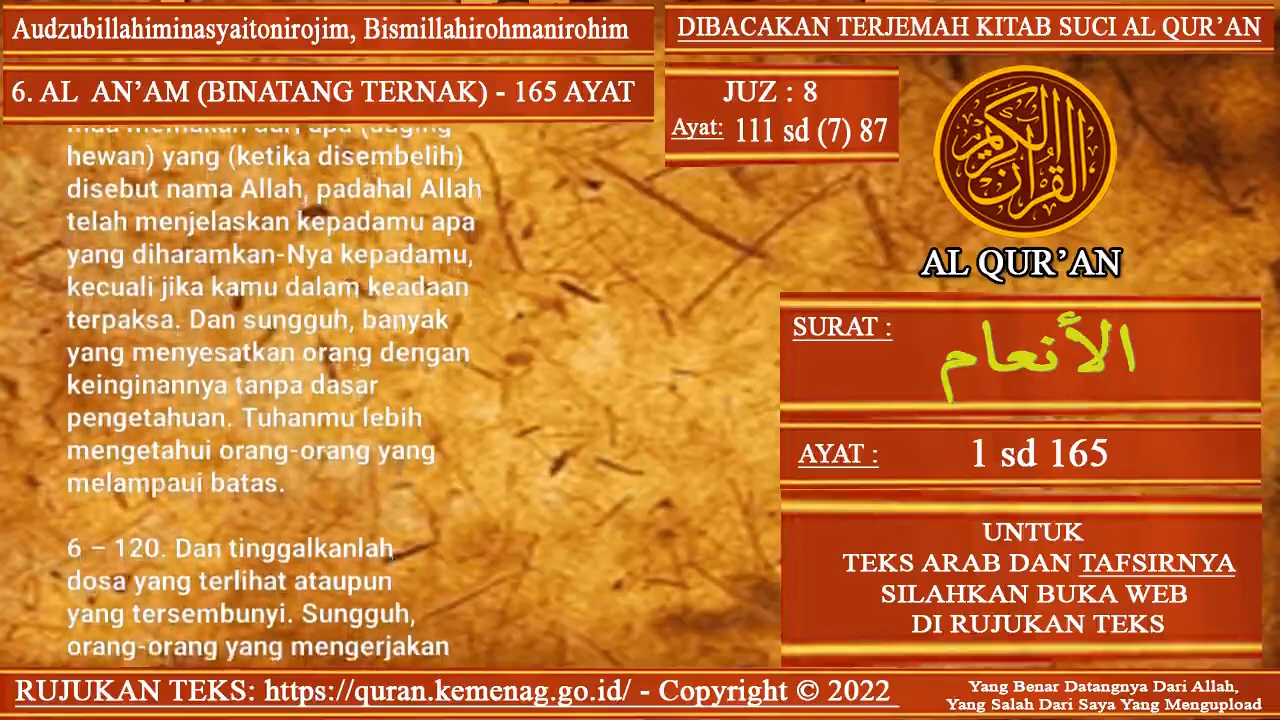 Audzubillahiminasyaitonirojim, Bismillahirohmanirohim
DIBACAKAN TERJEMAH KITAB SUCI AL QUR’AN
6. AL AN’AM (BINATANG TERNAK) - 165 AYAT
JUZ : 8
Ayat: 111 sd (7) 87
hewan) yang (ketika disembelih)
disebut nama Allah, padahal Allah
telah menjelaskan kepadamu apa
yang diharamkan-Nya kepadamu,
kecuali jika kamu dalam keadaan
terpaksa. Dan sungguh, banyak
yang menyesatkan orang dengan
keinginannya tanpa dasar
pengetahuan. Tuhanmu lebih
mengetahui orang-orang yang
melampaui batas.
6 – 120. Dan tinggalkanlah
dosa yang terlihat ataupun
yang tersembunyi. Sungguh,
orang-orang yang mengerjakan
القرآن الكريم
AL QUR’AN
SURAT : الأنعام
AYAT : 1 sd 165
UNTUK
TEKS ARAB DAN TAFSIRNYA
SILAHKAN BUKA WEB
DI RUJUKAN TEKS
RUJUKAN TEKS: https://quran.kemenag.go.id/ - Copyright © 2022
Yang Benar Datangnya Dari Allah,
Yang Salah Dari Saya Yang Mengupload